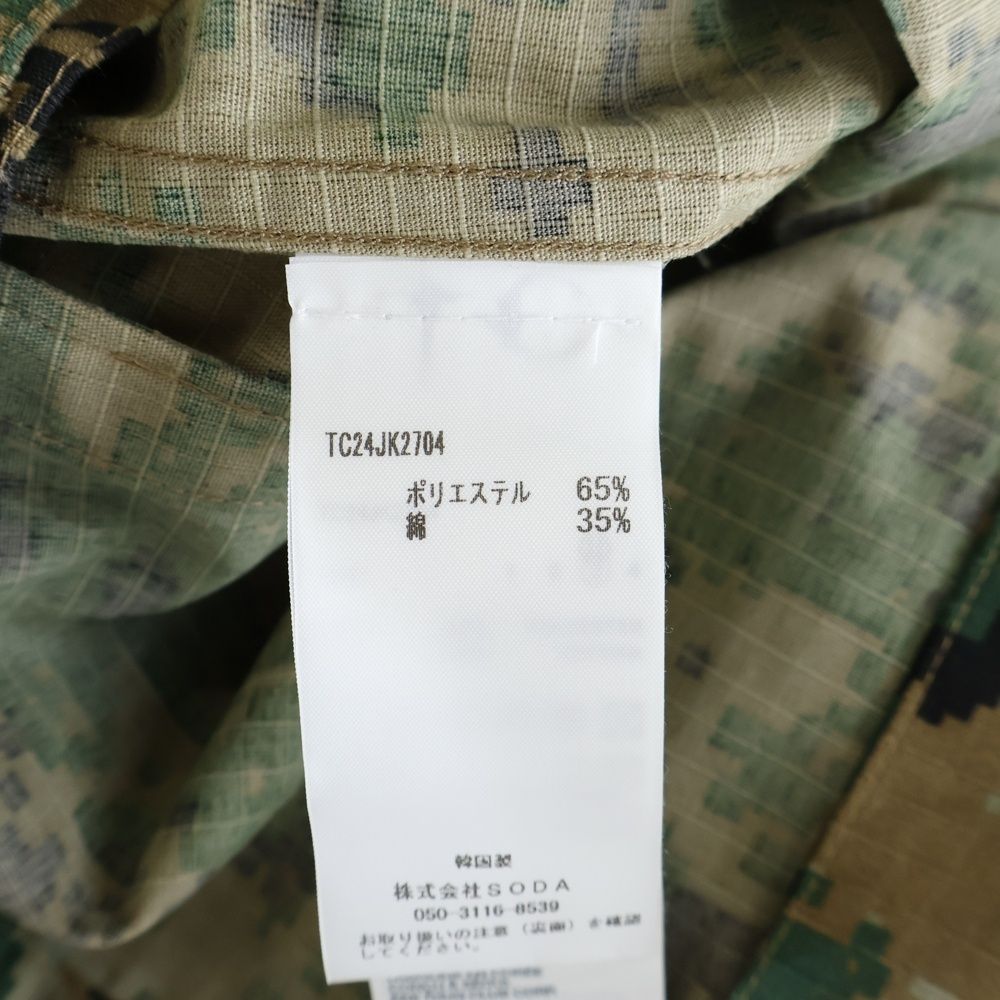 TC24JK2704
ポリエステル 65%
綿 35%
韓国製
株式会社SODA
050-3116-8539
お取り扱いの注意(裏面)を確認
してください。